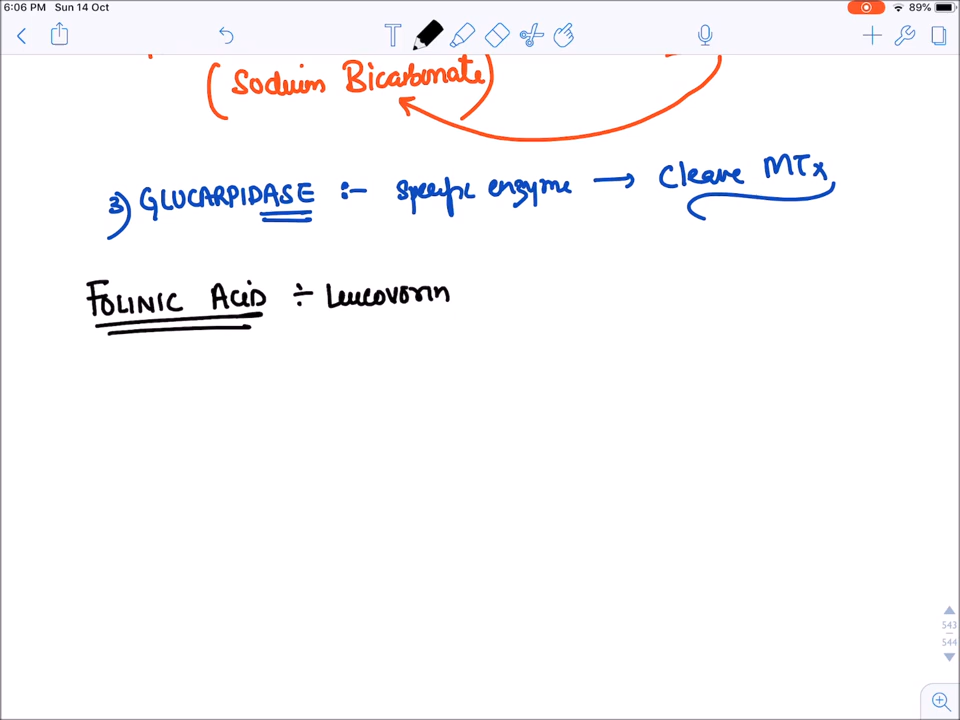 6:06 PM Sun 14 Oct 89%
T
(Sodium Bicarbonate)
3) GLUCARPIDASE :- Specific enzyme → Cleave MTx
FOLINIC ACiD ÷ Leucovorin
543
544